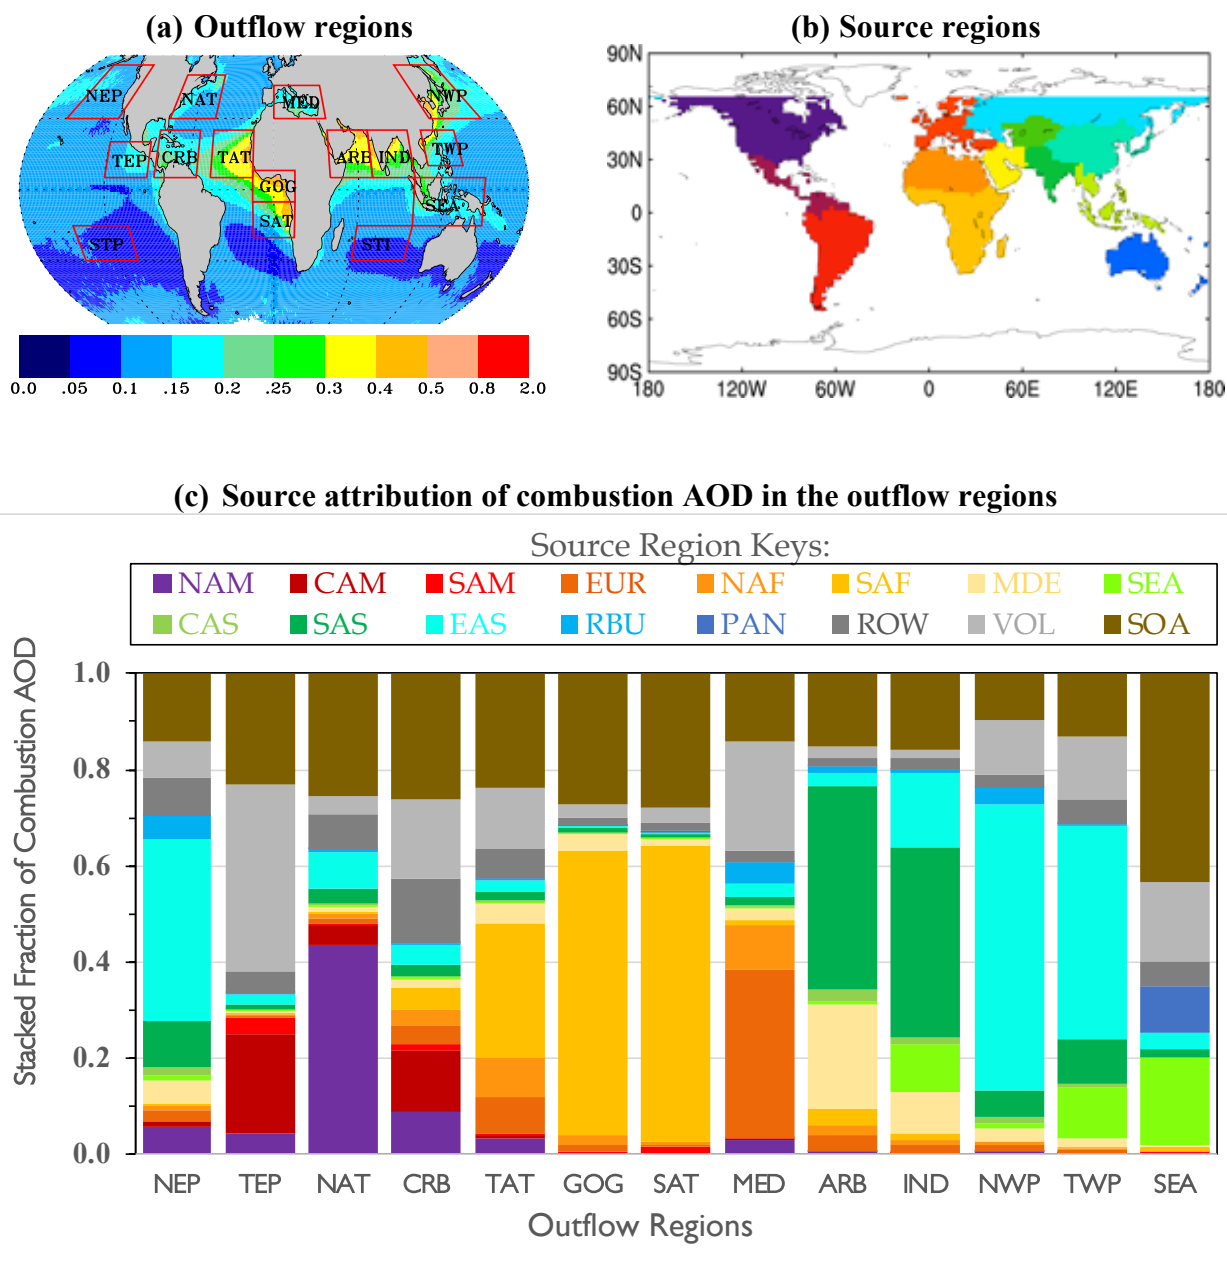 (a) Outflow regions
NEP NAT MED NWP
TEP CRB TAT ARB IND TWP
GOG
SAT SEA
STP STI
0.0 .05 0.1 .15 0.2 .25 0.3 0.4 0.5 0.8 2.0
(b) Source regions
90N
60N
30N
0
30S
60S
90S
180 120W 60W 0 60E 120E 180
(c) Source attribution of combustion AOD in the outflow regions
Source Region Keys:
NAM CAM SAM EUR NAF SAF MDE SEA
CAS SAS EAS RBU PAN ROW VOL SOA
Stacked Fraction of Combustion AOD
1.0
0.8
0.6
0.4
0.2
0.0
NEP TEP NAT CRB TAT GOG SAT MED ARB IND NWP TWP SEA
Outflow Regions